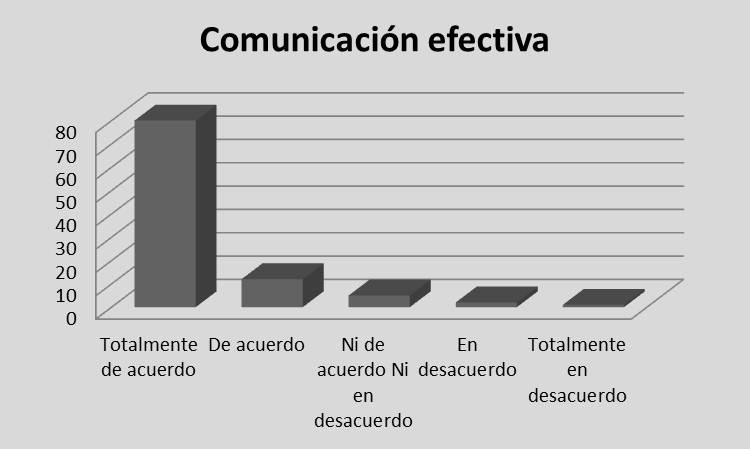 Comunicación efectiva
80
70
60
50
40
30
20
10
0
Totalmente de acuerdo
De acuerdo
Ni de acuerdo Ni en desacuerdo
En desacuerdo
Totalmente en desacuerdo